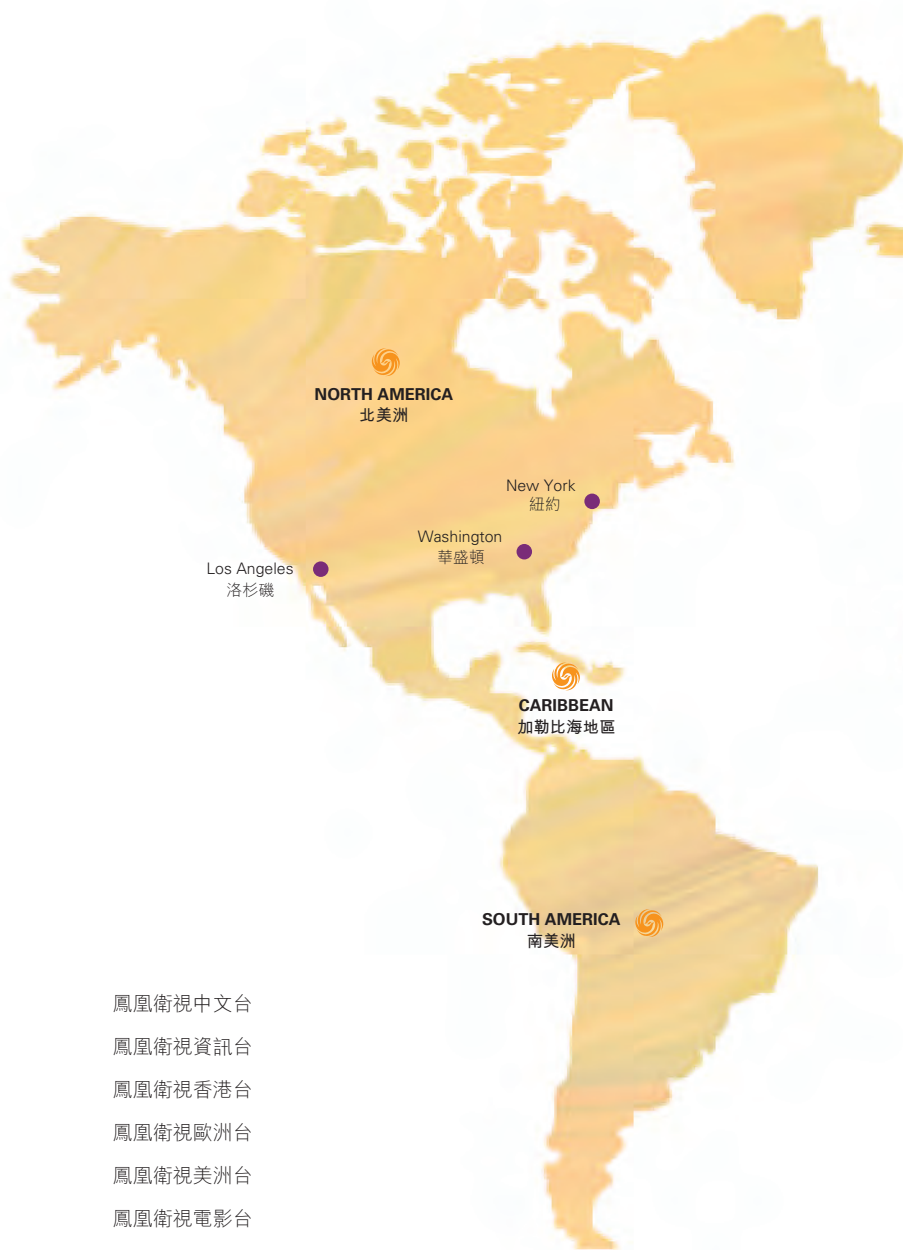 NORTH AMERICA
北美洲
New York
紐約
Washington
華盛頓
Los Angeles
洛杉磯
CARIBBEAN
加勒比海地區
SOUTH AMERICA
南美洲
鳳凰衛視中文台
鳳凰衛視資訊台
鳳凰衛視香港台
鳳凰衛視歐洲台
鳳凰衛視美洲台
鳳凰衛視電影台